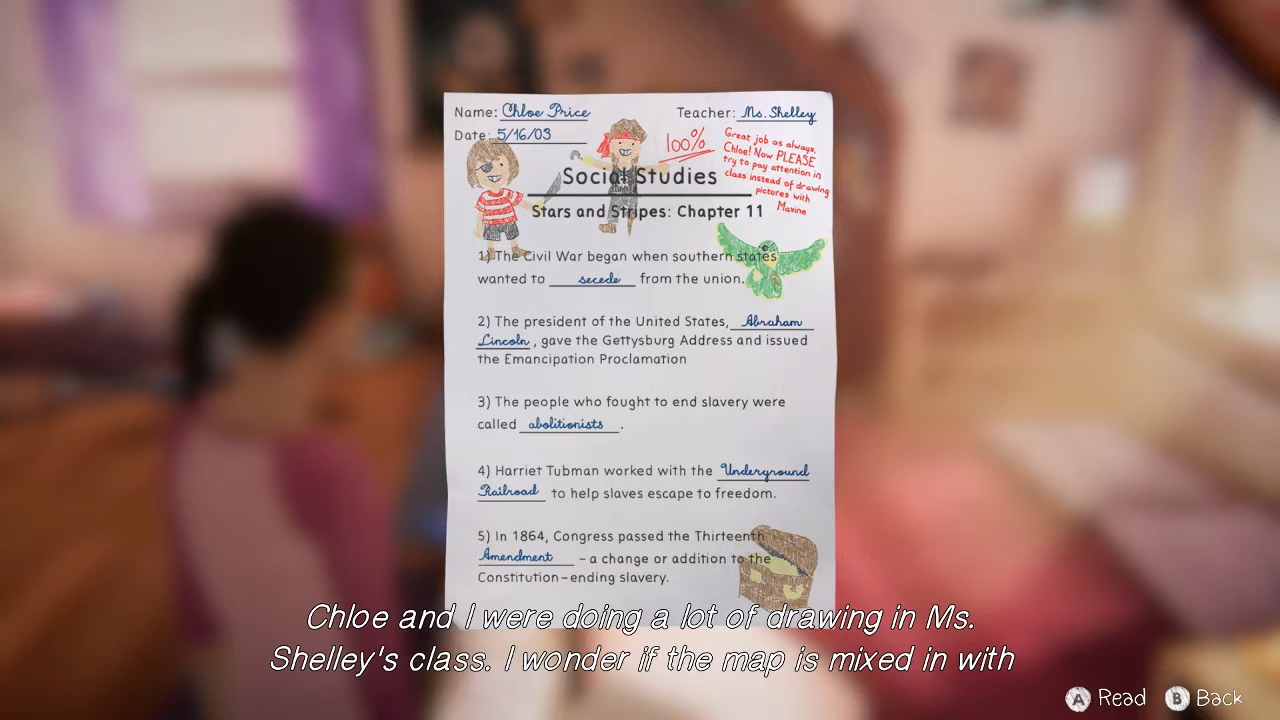 Name: Chloe Price
Teacher: Ms. Shelley
Date: 5/16/03
100%
Great job as always,
Chloe! Now PLEASE
try to pay attention in
class instead of drawing
pictures with
Maxine
Social Studies
Stars and Stripes: Chapter 11
1) The Civil War began when southern states
wanted to secede from the union.
2) The president of the United States, Abraham
Lincoln, gave the Gettysburg Address and issued
the Emancipation Proclamation
3) The people who fought to end slavery were
called abolitionists.
4) Harriet Tubman worked with the Underground
Railroad to help slaves escape to freedom.
5) In 1864, Congress passed the Thirteenth
Amendment – a change or addition to the
Constitution – ending slavery.
Chloe and I were doing a lot of drawing in Ms.
Shelley's class. I wonder if the map is mixed in with
A Read B Back